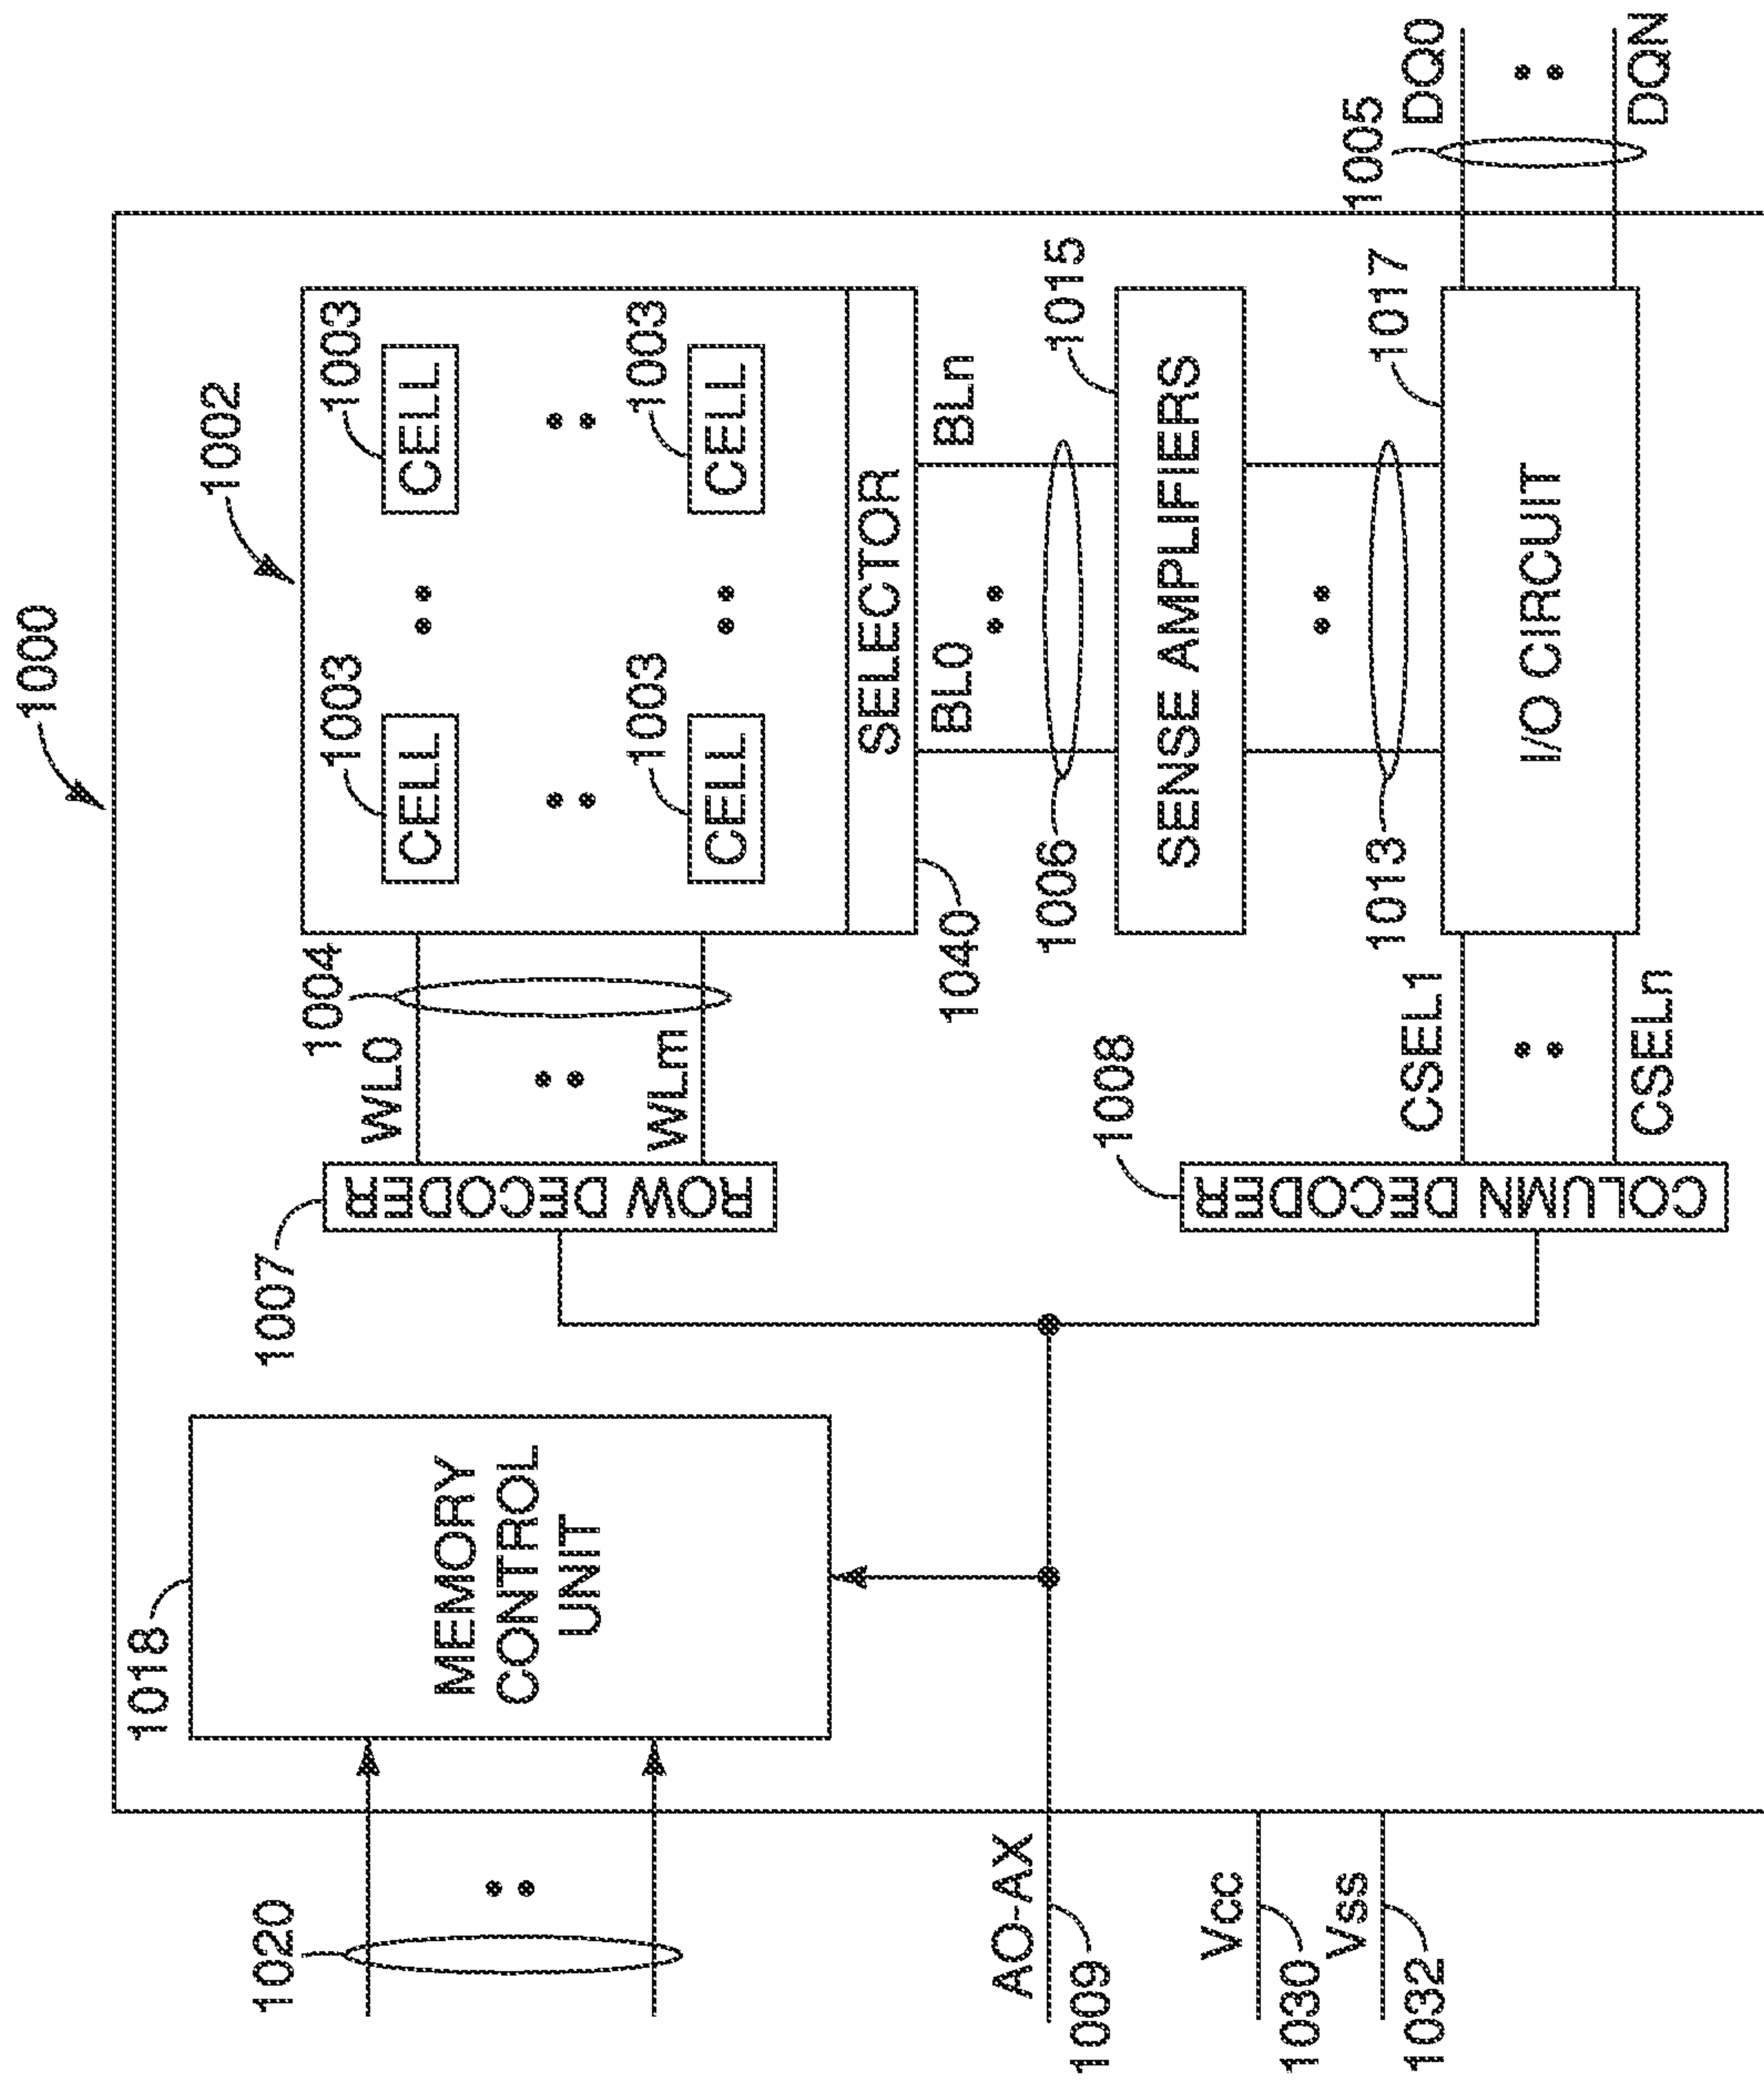 1000
1002
1003
1003
CELL
CELL
1003
1003
CELL
CELL
SELECTOR
1040
1004
WL0
WLm
1007
ROW DECODER
1018
MEMORY
CONTROL
UNIT
1020
BL0
BLn
1006
1015
SENSE AMPLIFIERS
1013
1017
I/O CIRCUIT
1008
COLUMN DECODER
CSEL1
CSELn
1005
DQ0
DQN
AO-AX
1009
Vcc
1030
Vss
1032